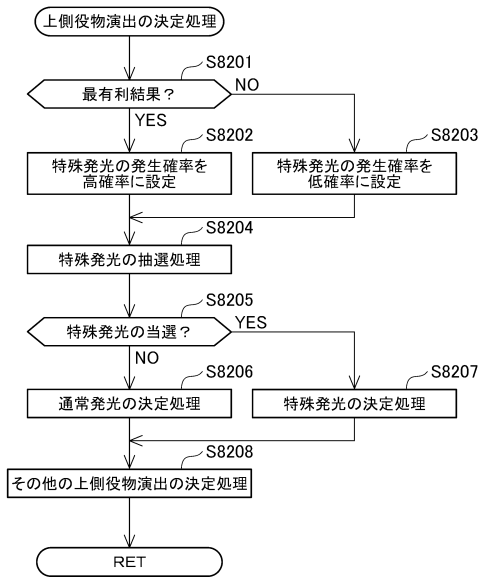 上側役物演出の決定処理
S8201
最有利結果？
NO
YES
S8202
S8203
特殊発光の発生確率を
高確率に設定
特殊発光の発生確率を
低確率に設定
S8204
特殊発光の抽選処理
S8205
特殊発光の当選？
YES
NO
S8206
S8207
通常発光の決定処理
特殊発光の決定処理
S8208
その他の上側役物演出の決定処理
RET